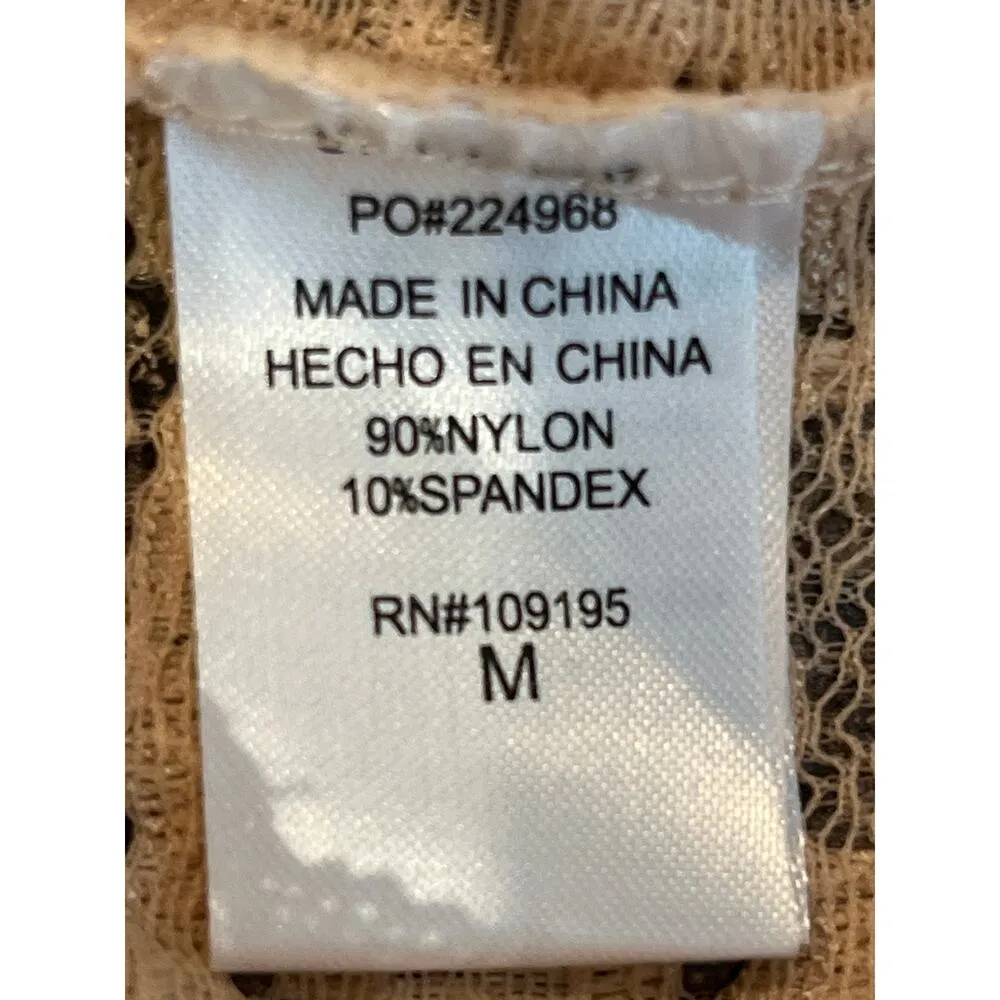 PO#224968
MADE IN CHINA
HECHO EN CHINA
90%NYLON
10%SPANDEX
RN#109195
M